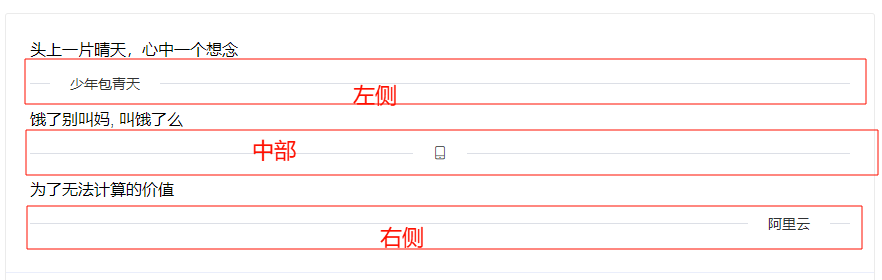 头上一片晴天，心中一个想念
少年包青天
左侧
饿了别叫妈, 叫饿了么
中部
为了无法计算的价值
阿里云
右侧